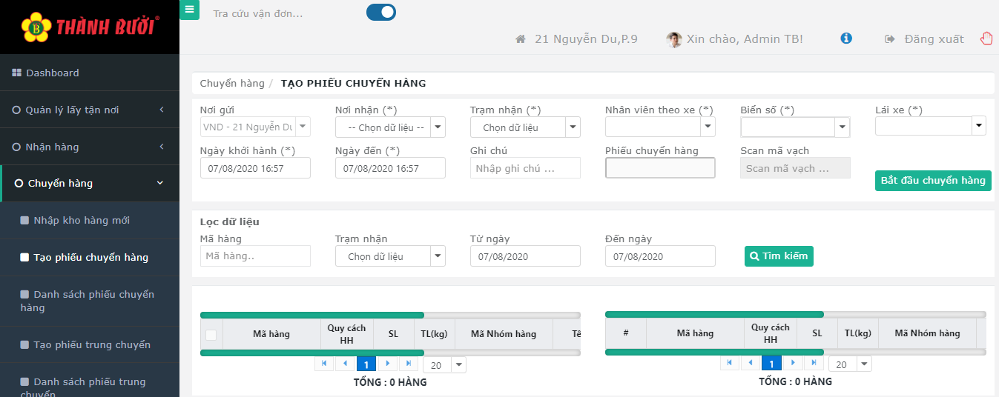 THÀNH BƯỞI®
Tra cứu vận đơn...
21 Nguyễn Du,P.9
Xin chào, Admin TB!
Đăng xuất
Dashboard
Quản lý lấy tận nơi
Nhận hàng
Chuyển hàng
Nhập kho hàng mới
Tạo phiếu chuyển hàng
Danh sách phiếu chuyển
hàng
Tạo phiếu trung chuyển
Danh sách phiếu trung
chuyển
Chuyển hàng / TẠO PHIẾU CHUYỂN HÀNG
Nơi gửi Nơi nhận (*) Trạm nhận (*) Nhân viên theo xe (*) Biển số (*) Lái xe (*)
VND - 21 Nguyễn Du -- Chọn dữ liệu -- Chọn dữ liệu
Ngày khởi hành (*) Ngày đến (*) Ghi chú Phiếu chuyển hàng Scan mã vạch
07/08/2020 16:57 07/08/2020 16:57 Nhập ghi chú ... Scan mã vạch ...
Bắt đầu chuyển hàng
Lọc dữ liệu
Mã hàng Trạm nhận Từ ngày Đến ngày
Mã hàng.. Chọn dữ liệu 07/08/2020 07/08/2020 Tìm kiếm
Mã hàng Quy cách HH SL TL(kg) Mã Nhóm hàng Tê
1 20
TỔNG : 0 HÀNG
# Mã hàng Quy cách HH SL TL(kg) Mã Nhóm hàng
1 20
TỔNG : 0 HÀNG